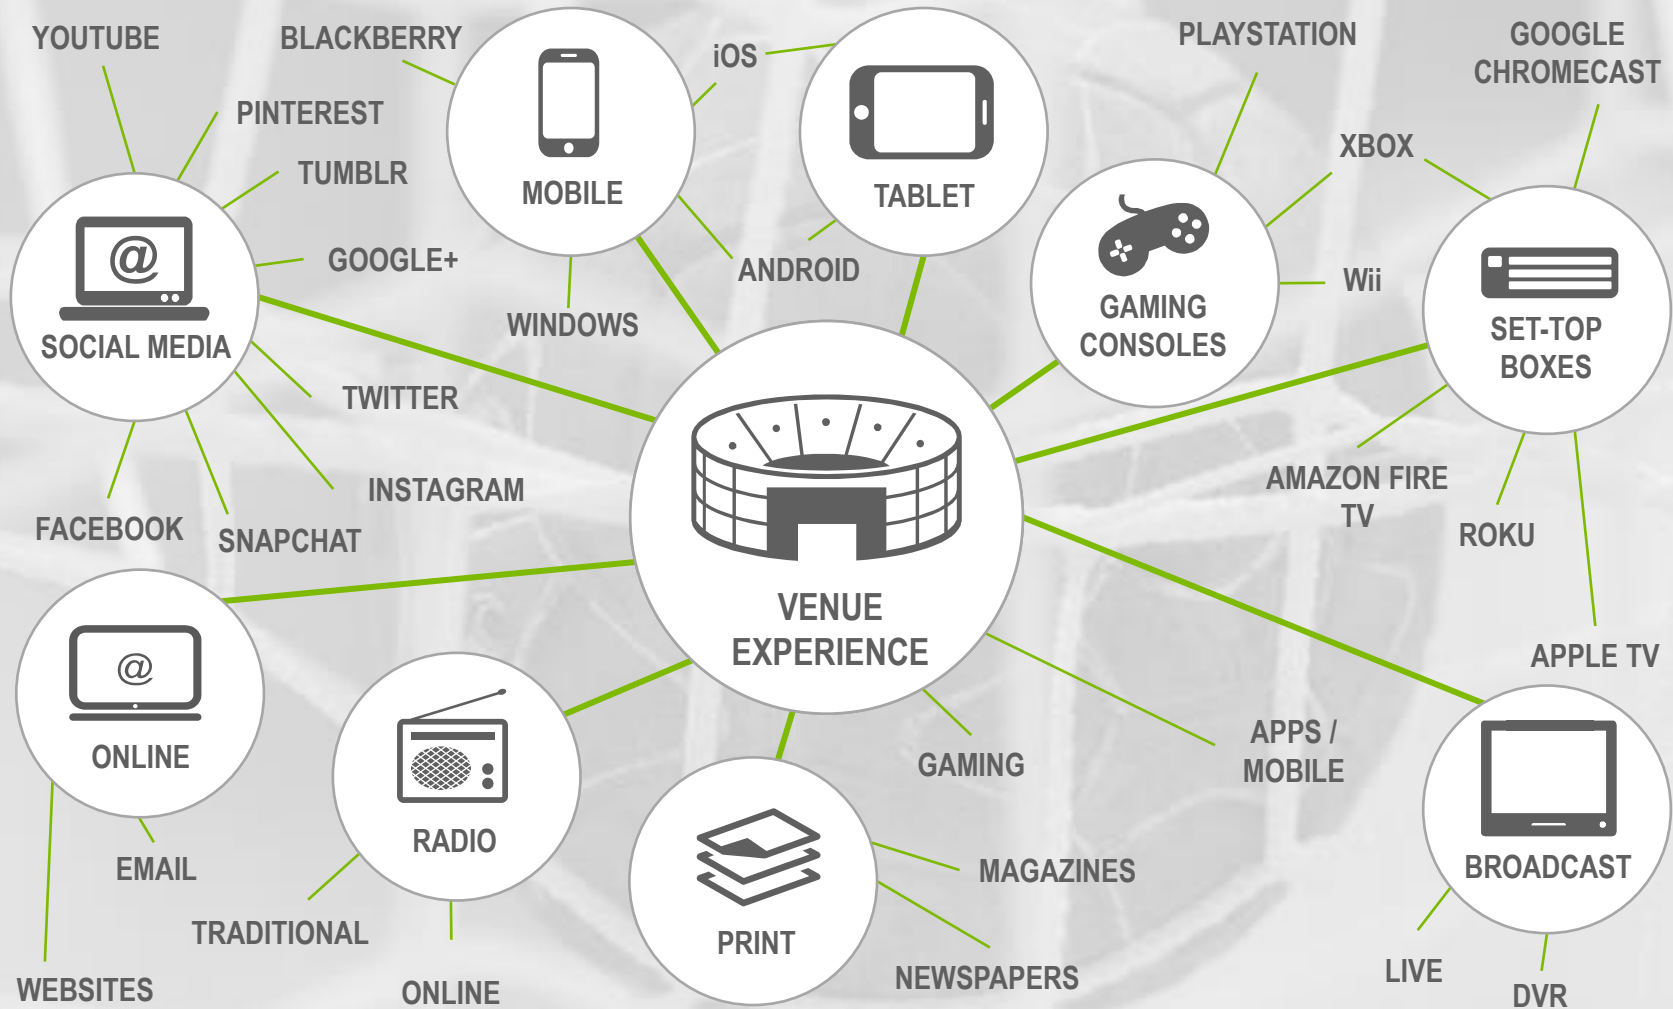 YOUTUBE
BLACKBERRY
iOS
PLAYSTATION
GOOGLE
CHROMECAST
PINTEREST
XBOX
TUMBLR
MOBILE
TABLET
GOOGLE+
ANDROID
Wii
WINDOWS
GAMING
CONSOLES
SET-TOP
BOXES
@
SOCIAL MEDIA
TWITTER
INSTAGRAM
AMAZON FIRE
TV
FACEBOOK
SNAPCHAT
ROKU
VENUE
EXPERIENCE
APPLE TV
@
ONLINE
GAMING
APPS /
MOBILE
RADIO
EMAIL
MAGAZINES
BROADCAST
TRADITIONAL
PRINT
NEWSPAPERS
LIVE
WEBSITES
ONLINE
DVR